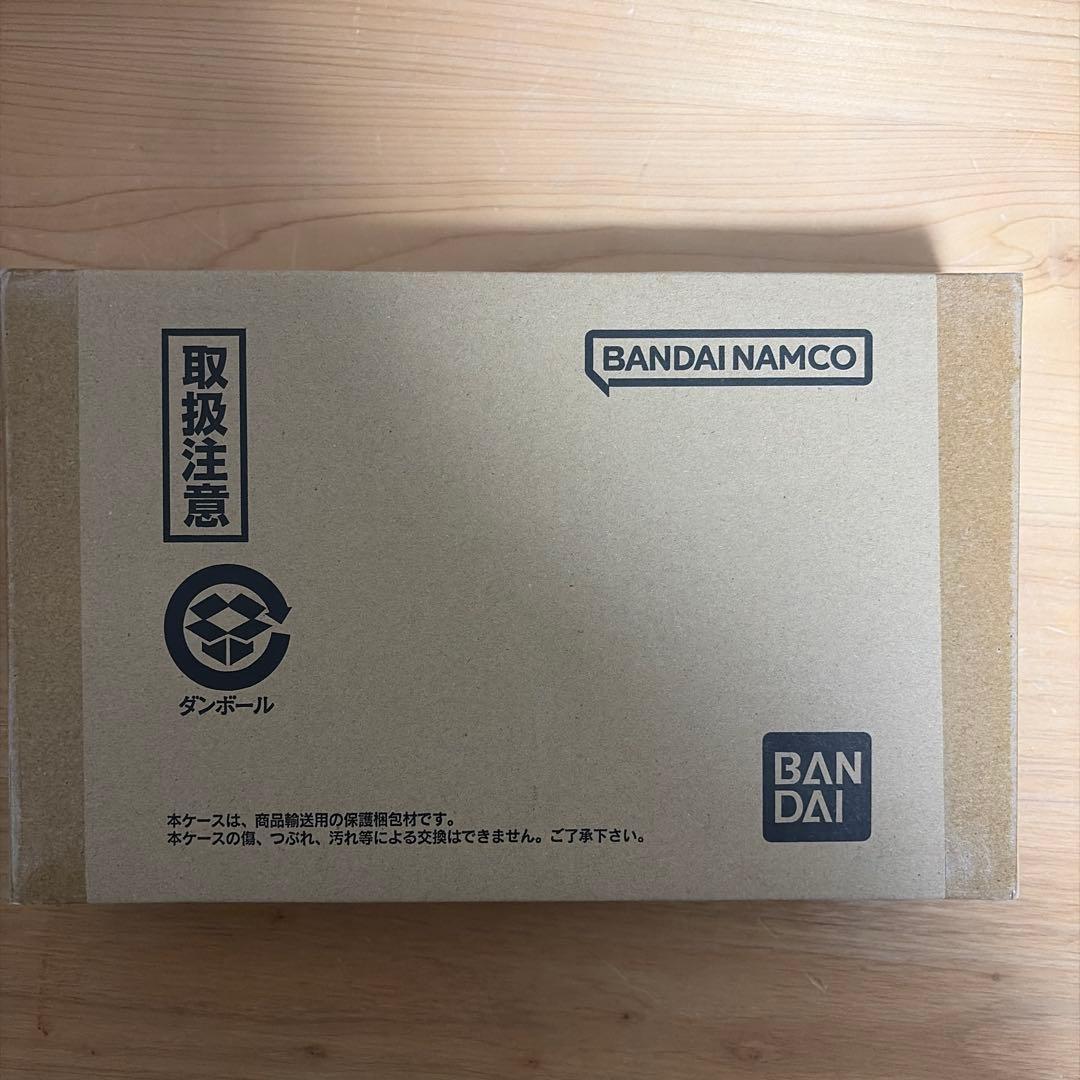 取扱注意
BANDAI NAMCO
ダンボール
BAN
DAI
本ケースは、商品輸送用の保護梱包材です。
本ケースの傷、つぶれ、汚れ等による交換はできません。ご了承下さい。